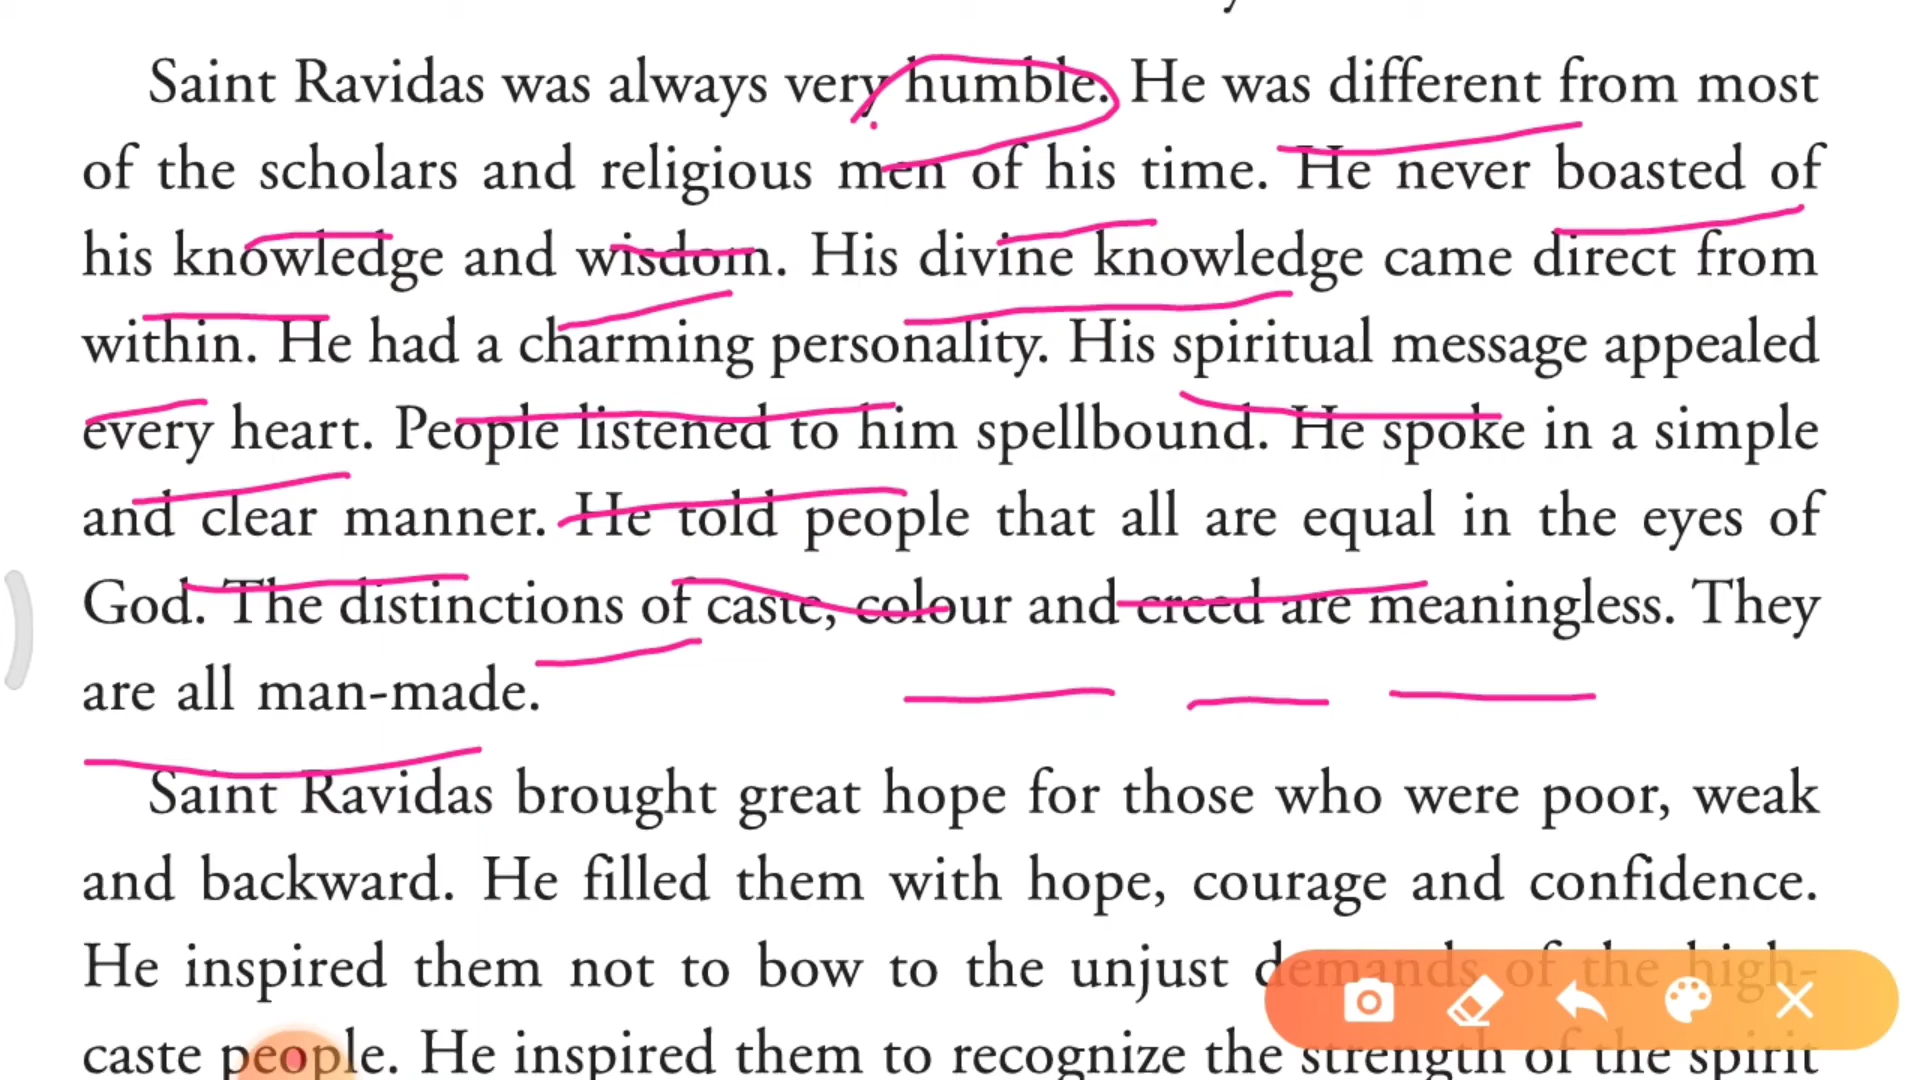 Saint Ravidas was always very humble. He was different from most
of the scholars and religious men of his time. He never boasted of
his knowledge and wisdom. His divine knowledge came direct from
within. He had a charming personality. His spiritual message appealed
every heart. People listened to him spellbound. He spoke in a simple
and clear manner. He told people that all are equal in the eyes of
God. The distinctions of caste, colour and creed are meaningless. They
are all man-made.
Saint Ravidas brought great hope for those who were poor, weak
and backward. He filled them with hope, courage and confidence.
He inspired them not to bow to the unjust demands of the high-
caste people. He inspired them to recognize the strength of the spirit